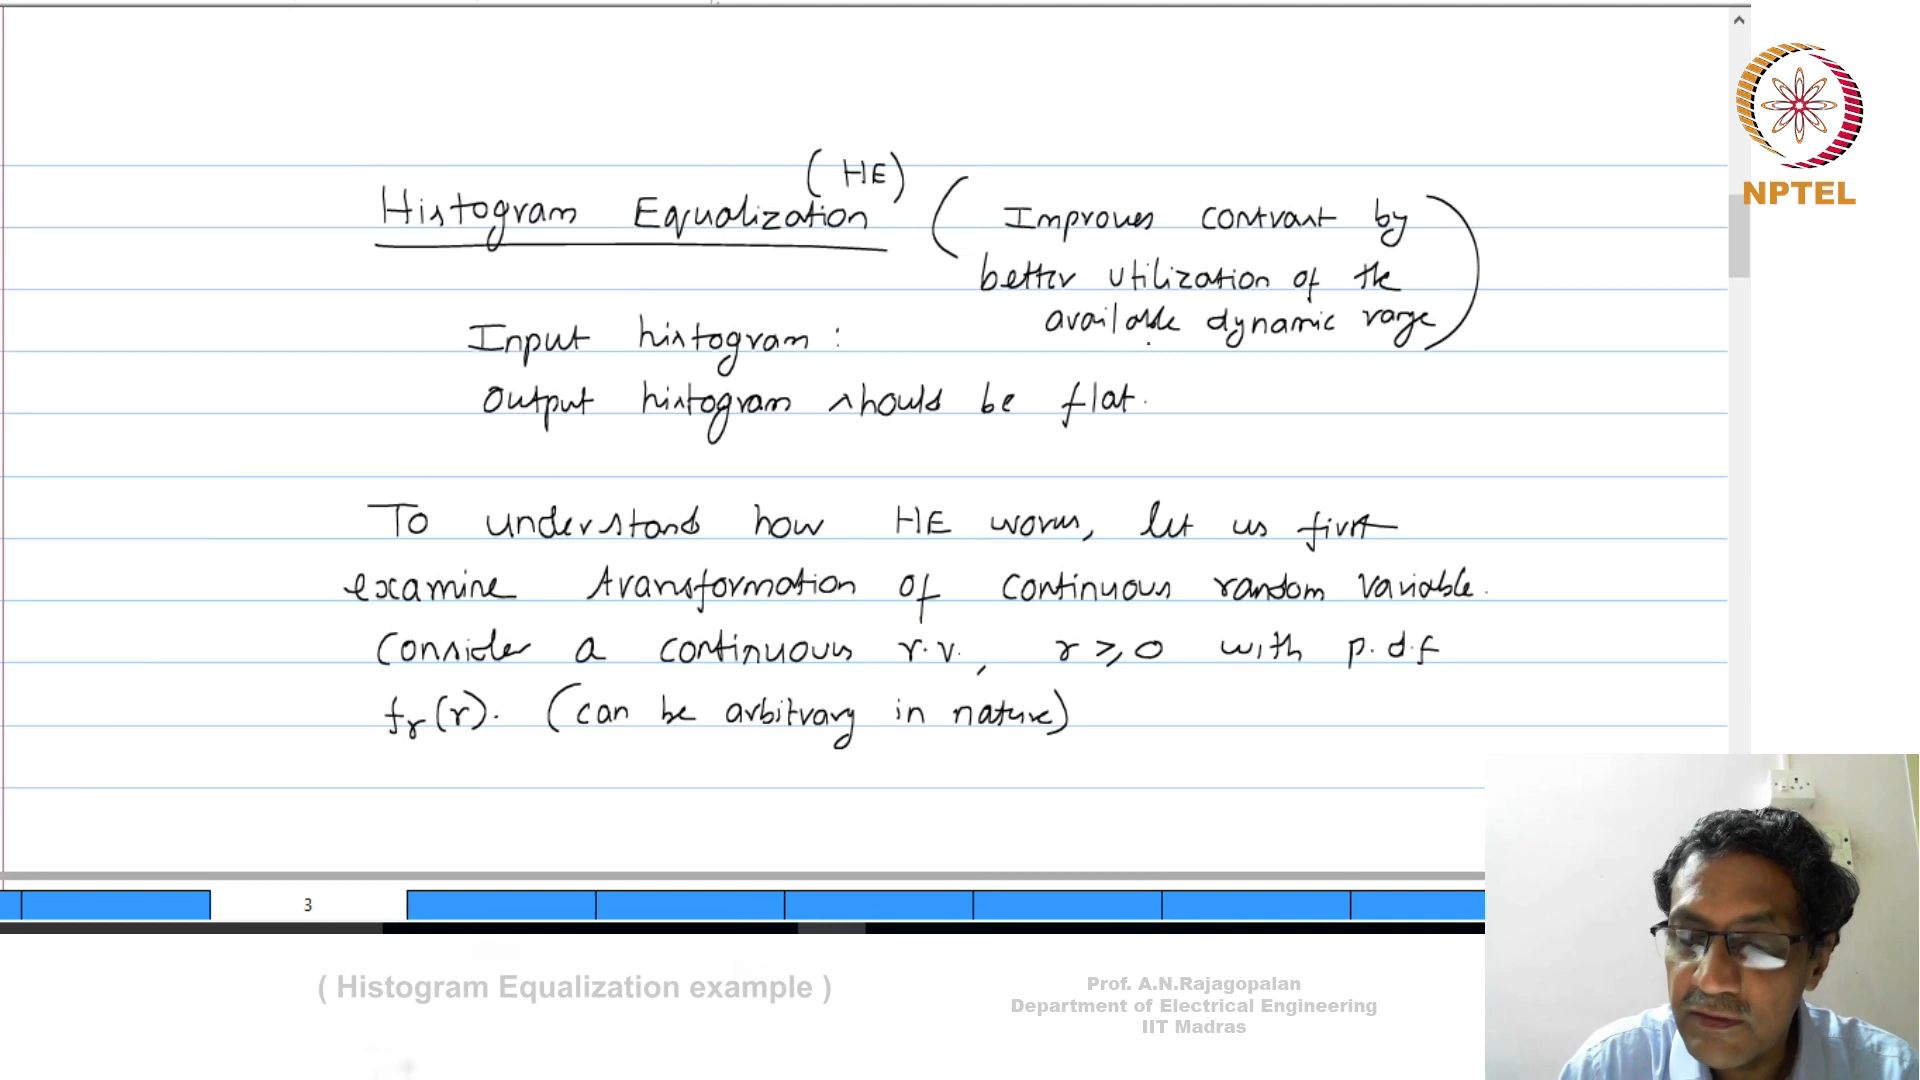 (HE)
Histogram Equalization (Improves contrast by
better utilization of the
available dynamic range)
Input histogram :
Output histogram should be flat.
To understand how HE works, let us first
examine transformation of continuous random variable.
Consider a continuous r.v., r ≥ 0 with p.d.f
fr(r). (can be arbitrary in nature)
NPTEL
3
( Histogram Equalization example )
Prof. A.N.Rajagopalan
Department of Electrical Engineering
IIT Madras